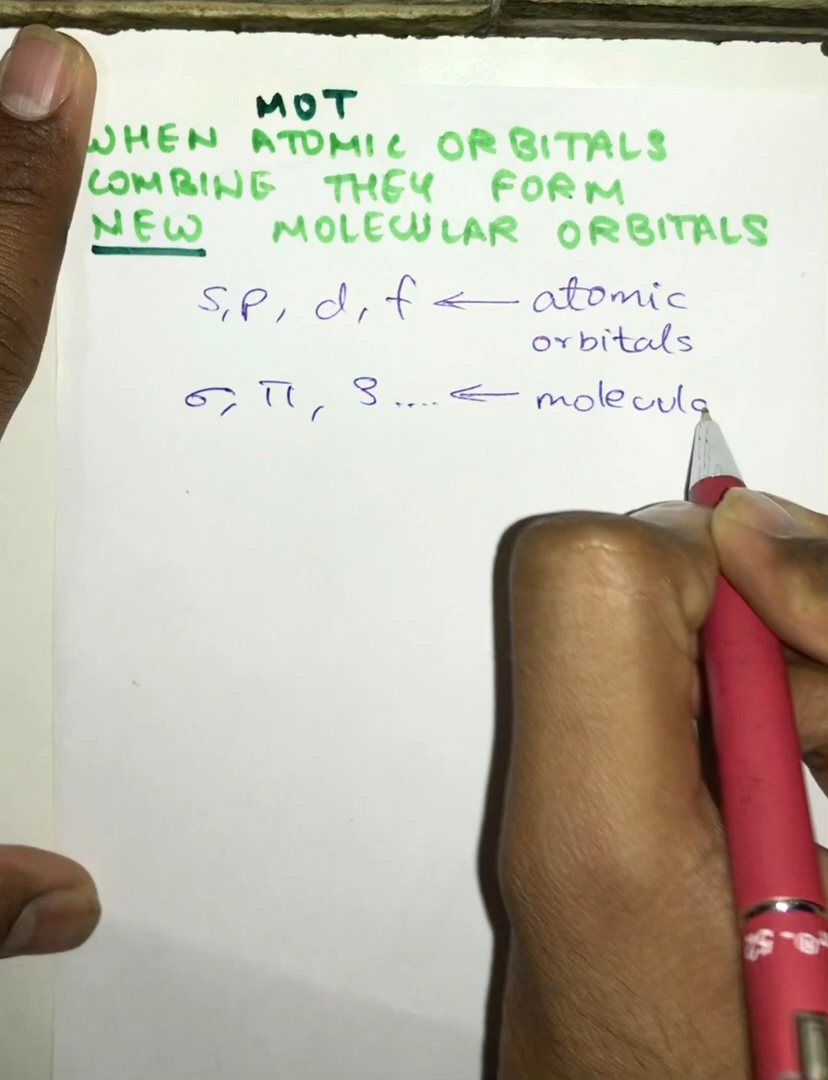 MOT
WHEN ATOMIC ORBITALS
COMBINE THEY FORM
NEW MOLECULAR ORBITALS
s, p, d, f ← atomic
orbitals
σ, π, δ.... ← molecula